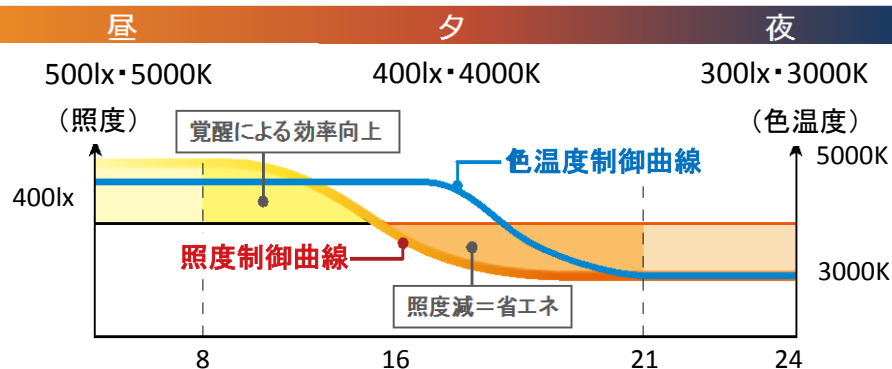 昼 夕 夜
500lx・5000K 400lx・4000K 300lx・3000K
（照度） （色温度）
覚醒による効率向上
色温度制御曲線
5000K
400lx
照度制御曲線
3000K
照度減＝省エネ
8 16 21 24